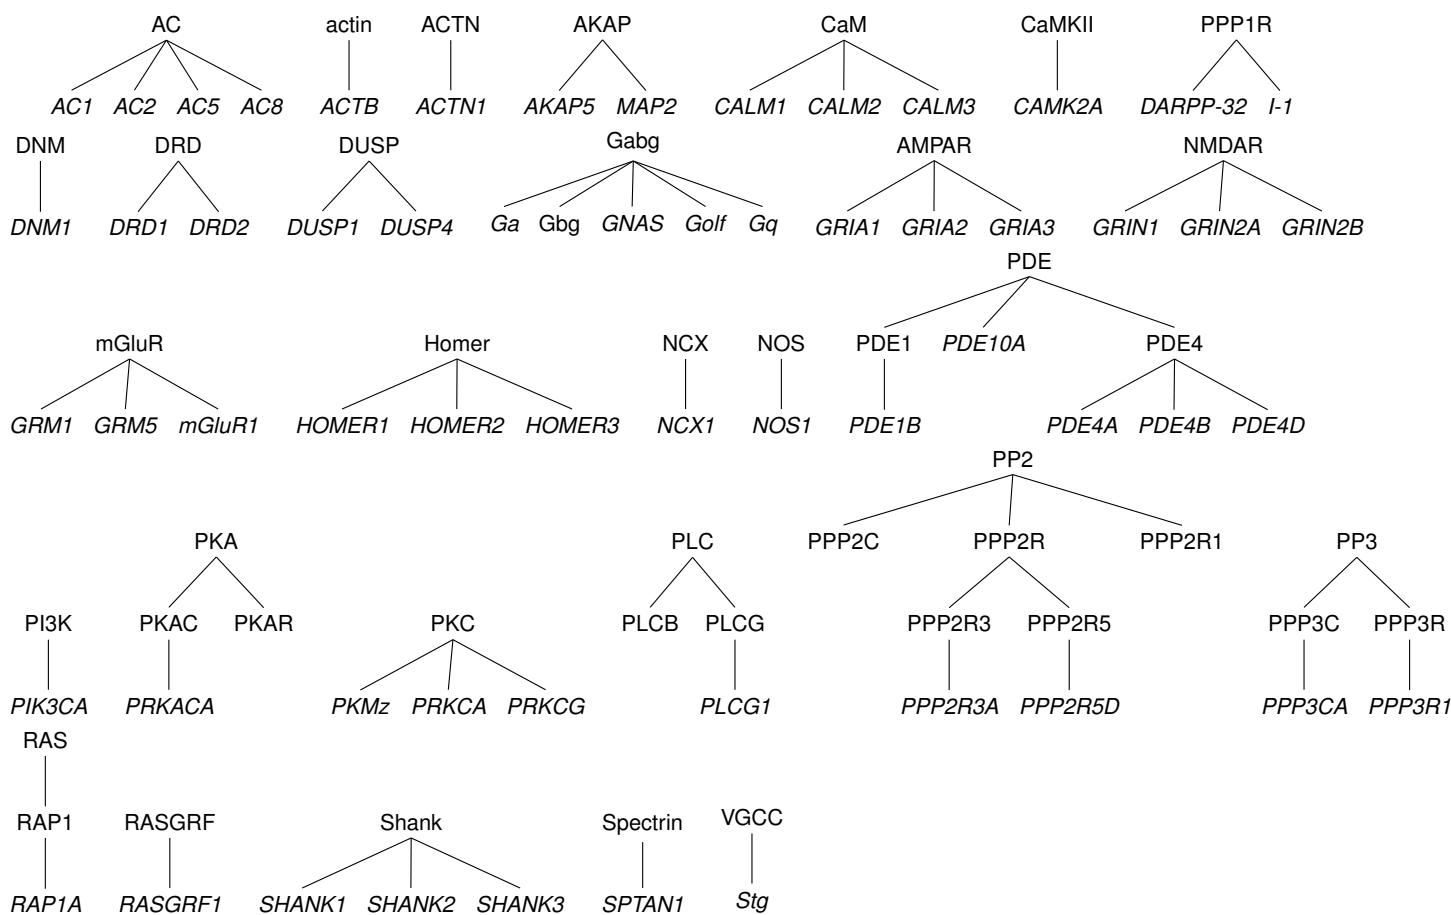 AC actin ACTN AKAP CaM CaMKII PPP1R
AC1 AC2 AC5 AC8 ACTB ACTN1 AKAP5 MAP2 CALM1 CALM2 CALM3 CAMK2A DARPP-32 I-1
DNM DRD DUSP Gabg AMPAR NMDAR
DNM1 DRD1 DRD2 DUSP1 DUSP4 Ga Gbg GNAS Golf Gq GRIA1 GRIA2 GRIA3 GRIN1 GRIN2A GRIN2B
PDE
mGluR Homer NCX NOS PDE1 PDE10A PDE4
GRM1 GRM5 mGluR1 HOMER1 HOMER2 HOMER3 NCX1 NOS1 PDE1B PDE4A PDE4B PDE4D
PP2
PKA PLC PPP2C PPP2R PPP2R1 PP3
PI3K PKAC PKAR PKC PLCB PLCG PPP2R3 PPP2R5 PPP3C PPP3R
PIK3CA PRKACA PKMz PRKCA PRKCG PLCG1 PPP2R3A PPP2R5D PPP3CA PPP3R1
RAS
RAP1 RASGRF Shank Spectrin VGCC
RAP1A RASGRF1 SHANK1 SHANK2 SHANK3 SPTAN1 Stg